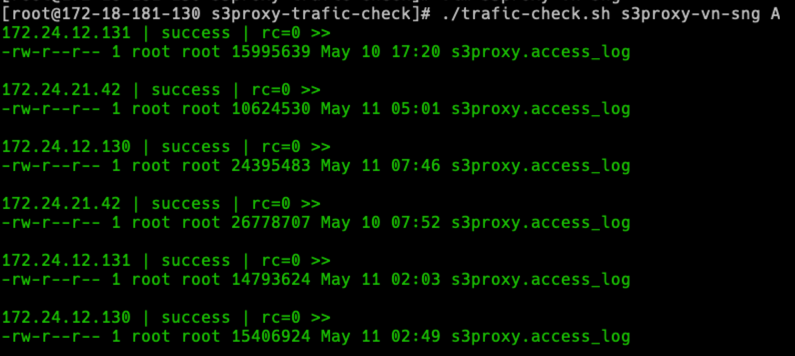 [root@172-18-181-130 s3proxy-trafic-check]# ./trafic-check.sh s3proxy-vn-sng A
172.24.12.131 | success | rc=0 >>
-rw-r--r-- 1 root root 15995639 May 10 17:20 s3proxy.access_log
172.24.21.42 | success | rc=0 >>
-rw-r--r-- 1 root root 10624530 May 11 05:01 s3proxy.access_log
172.24.12.130 | success | rc=0 >>
-rw-r--r-- 1 root root 24395483 May 11 07:46 s3proxy.access_log
172.24.21.42 | success | rc=0 >>
-rw-r--r-- 1 root root 26778707 May 10 07:52 s3proxy.access_log
172.24.12.131 | success | rc=0 >>
-rw-r--r-- 1 root root 14793624 May 11 02:03 s3proxy.access_log
172.24.12.130 | success | rc=0 >>
-rw-r--r-- 1 root root 15406924 May 11 02:49 s3proxy.access_log